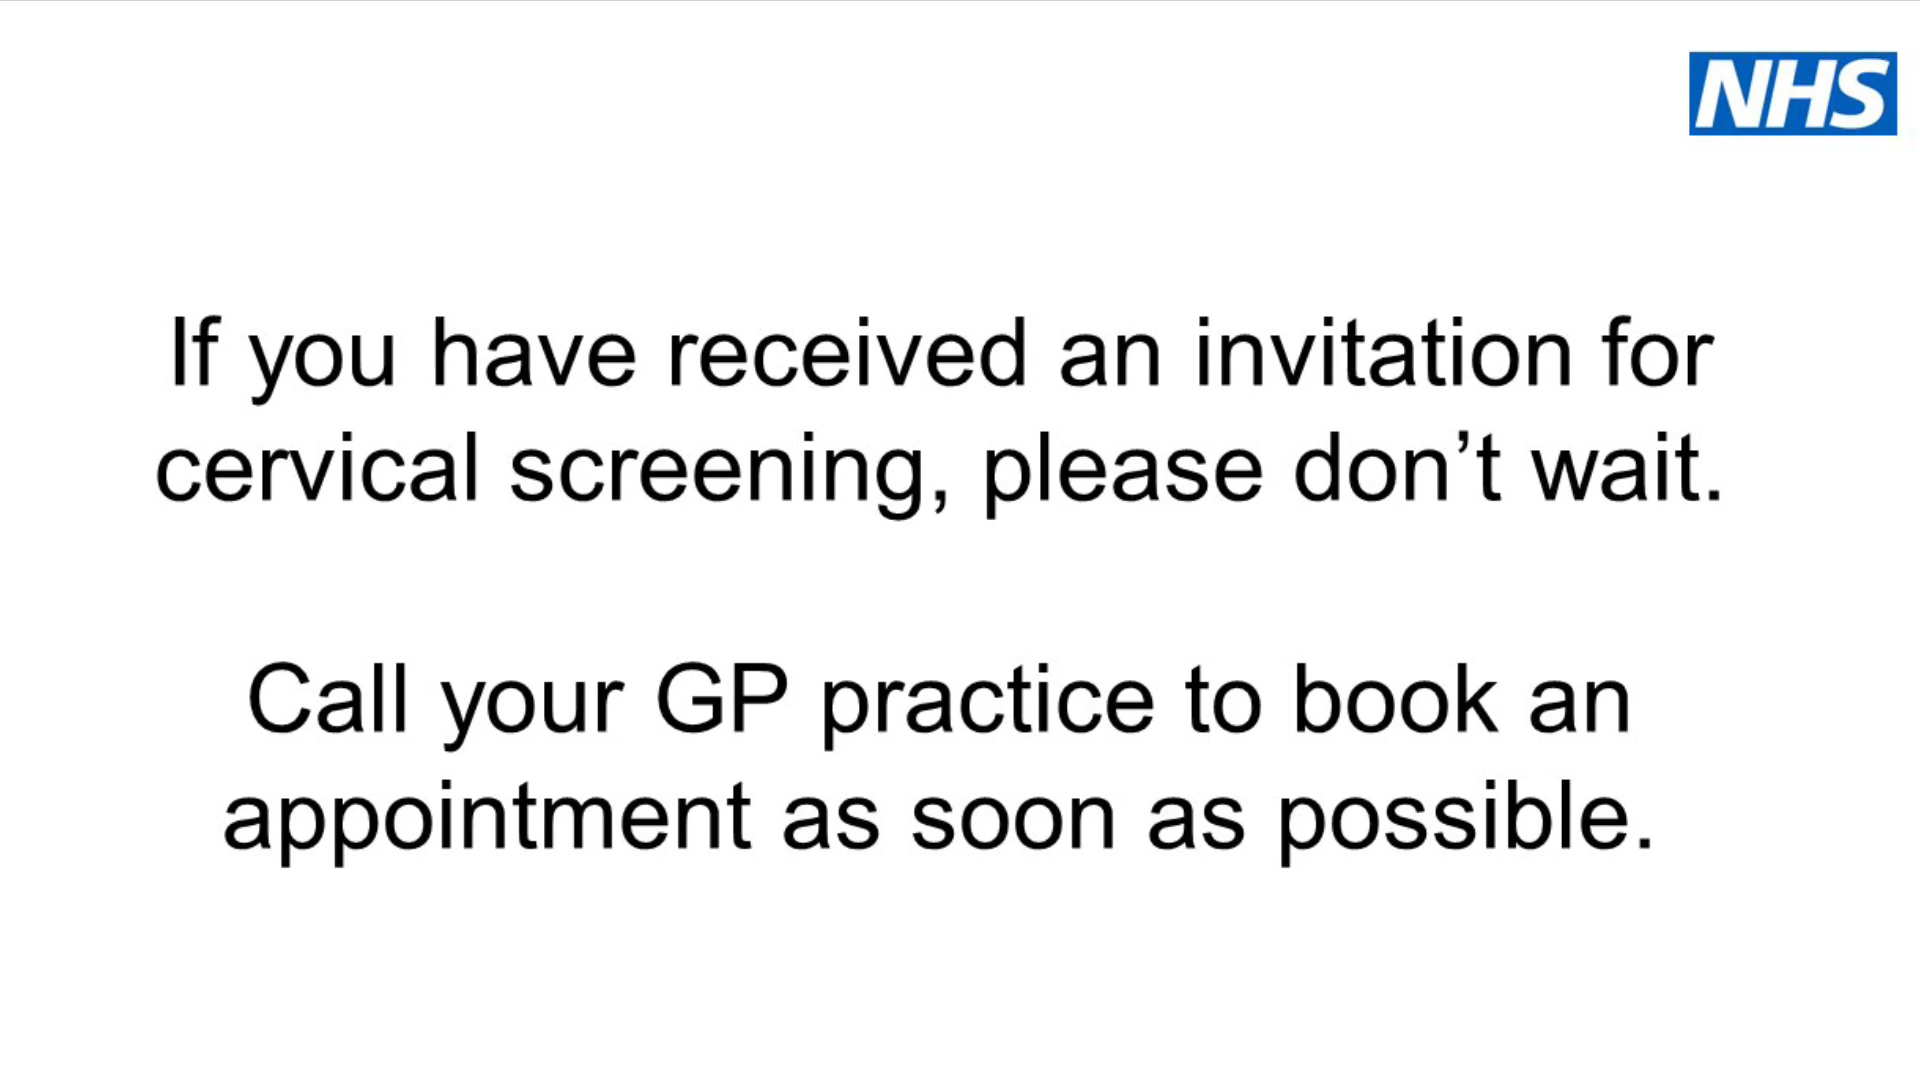 NHS
If you have received an invitation for
cervical screening, please don’t wait.
Call your GP practice to book an
appointment as soon as possible.